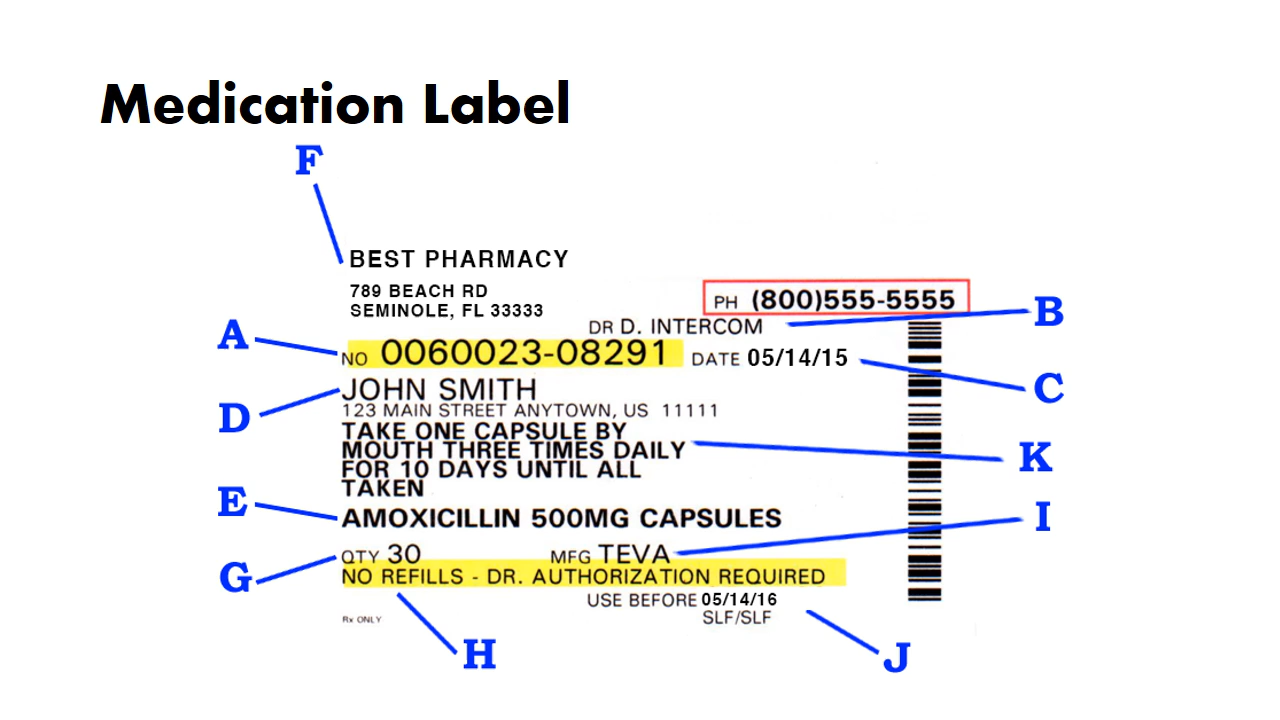 Medication Label
F
BEST PHARMACY
789 BEACH RD
SEMINOLE, FL 33333
PH (800)555-5555
B
DR D. INTERCOM
A
NO 0060023-08291 DATE 05/14/15
C
D
JOHN SMITH
123 MAIN STREET ANYTOWN, US 11111
TAKE ONE CAPSULE BY
MOUTH THREE TIMES DAILY
FOR 10 DAYS UNTIL ALL
TAKEN
K
E
AMOXICILLIN 500MG CAPSULES
I
G
QTY 30 MFG TEVA
NO REFILLS - DR. AUTHORIZATION REQUIRED
USE BEFORE 05/14/16
Rx ONLY SLF/SLF
H
J